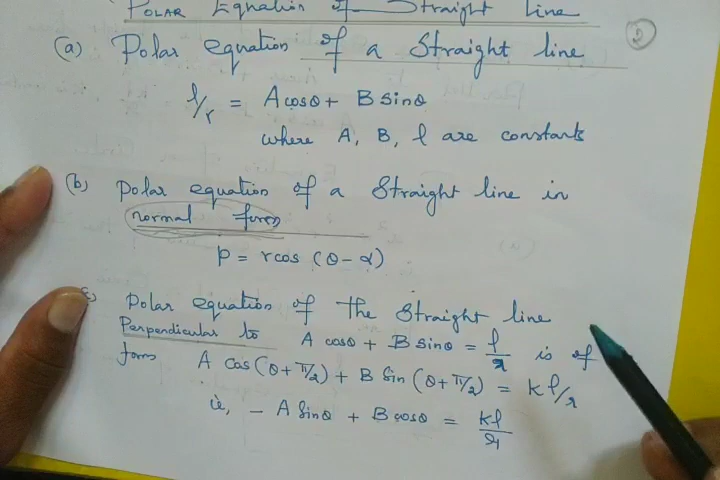 POLAR Equation of Straight Line
2
(a) Polar equation of a Straight line
l/r = A cosθ + B sinθ
where A, B, l are constants
(b) Polar equation of a Straight line in
normal form
p = r cos (θ - α)
(c) Polar equation of the straight line
Perpendicular to A cosθ + B sinθ = l/r is of
form A cos(θ + π/2) + B sin(θ + π/2) = k l/r
ie, - A sinθ + B cosθ = kl/r